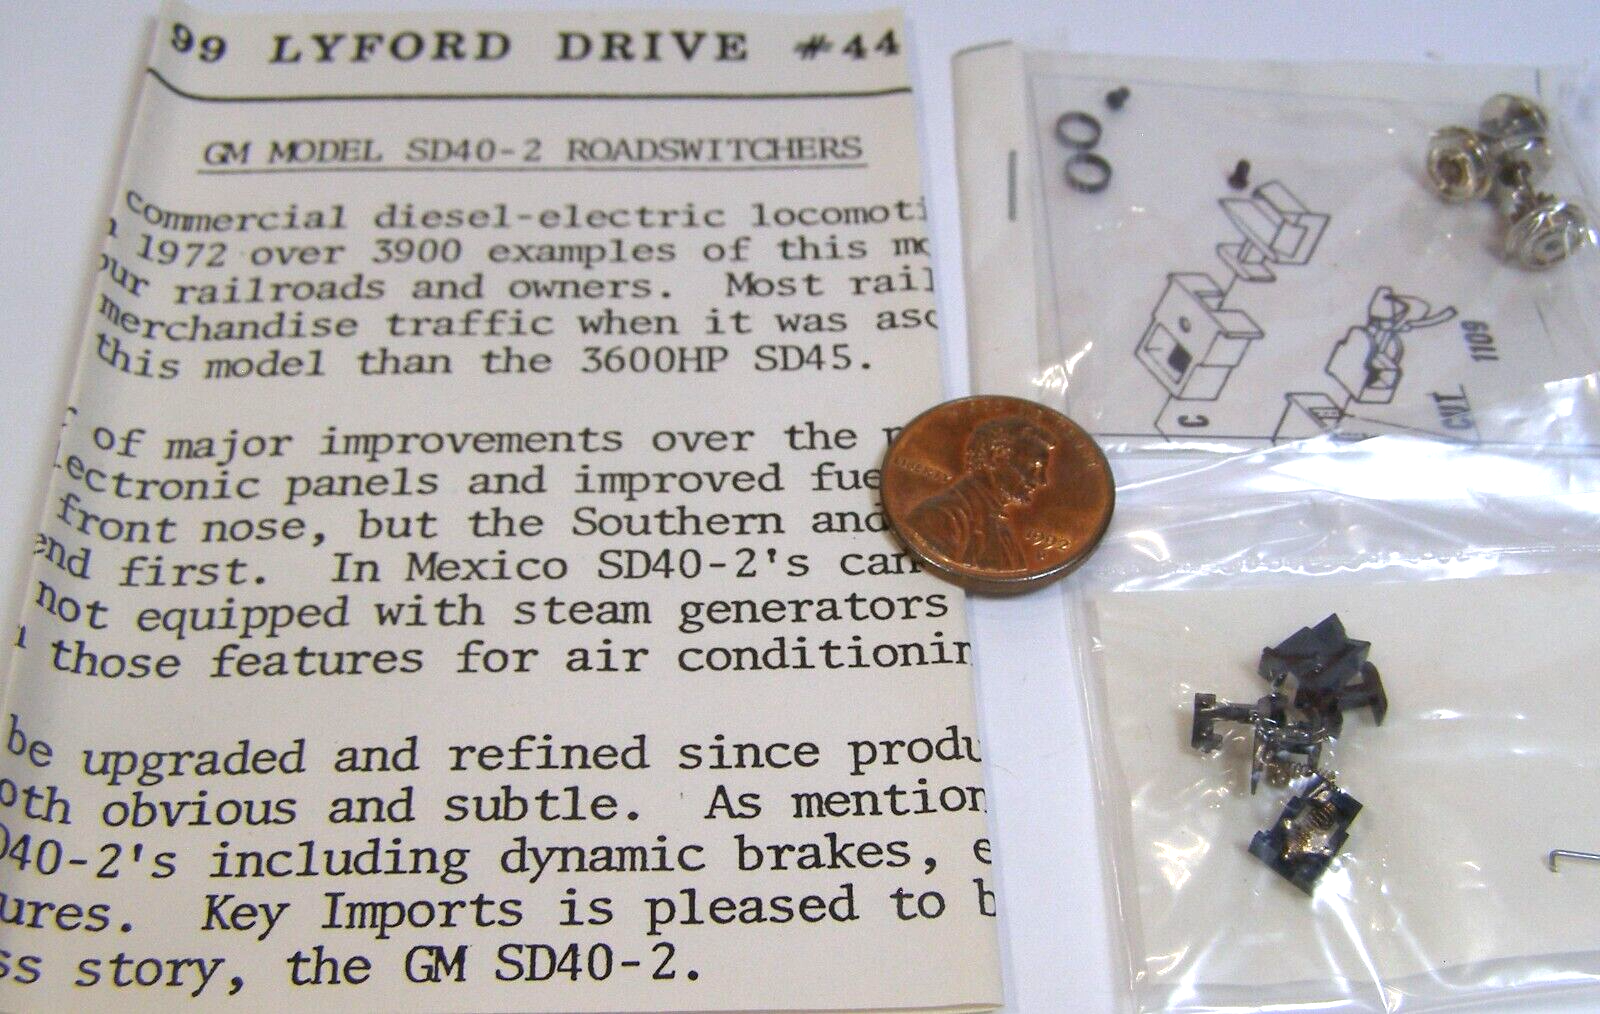 99 LYFORD DRIVE #44
GM MODEL SD40-2 ROADSWITCHERS
commercial diesel-electric locomoti
1972 over 3900 examples of this mo
our railroads and owners. Most rail
merchandise traffic when it was asc
this model than the 3600HP SD45.
of major improvements over the p
lectronic panels and improved fue
front nose, but the Southern and
end first. In Mexico SD40-2's can
not equipped with steam generators
those features for air conditionin
be upgraded and refined since produ
oth obvious and subtle. As mention
D40-2's including dynamic brakes, e
ures. Key Imports is pleased to b
ss story, the GM SD40-2.
LIBERTY
1992
C
1109